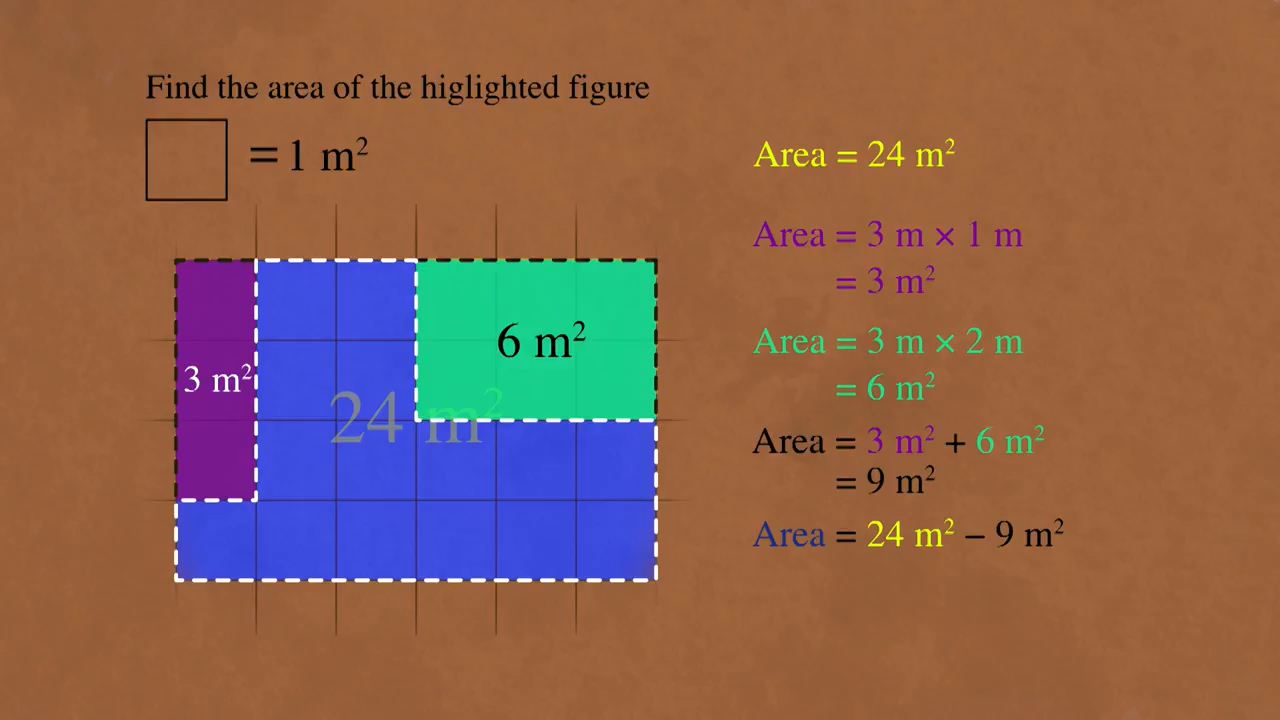 Find the area of the higlighted figure
= 1 m²
Area = 24 m²
Area = 3 m × 1 m
= 3 m²
6 m²
Area = 3 m × 2 m
3 m²
= 6 m²
24 m²
Area = 3 m² + 6 m²
= 9 m²
Area = 24 m² – 9 m²